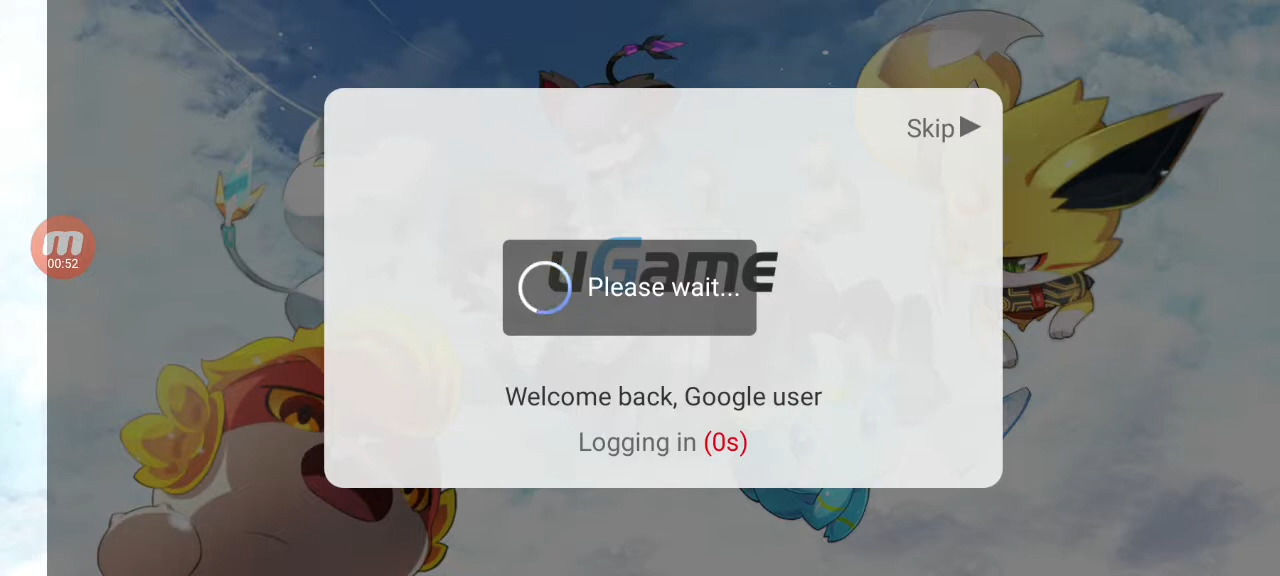 Skip
00:52
uGame
Please wait...
Welcome back, Google user
Logging in (0s)